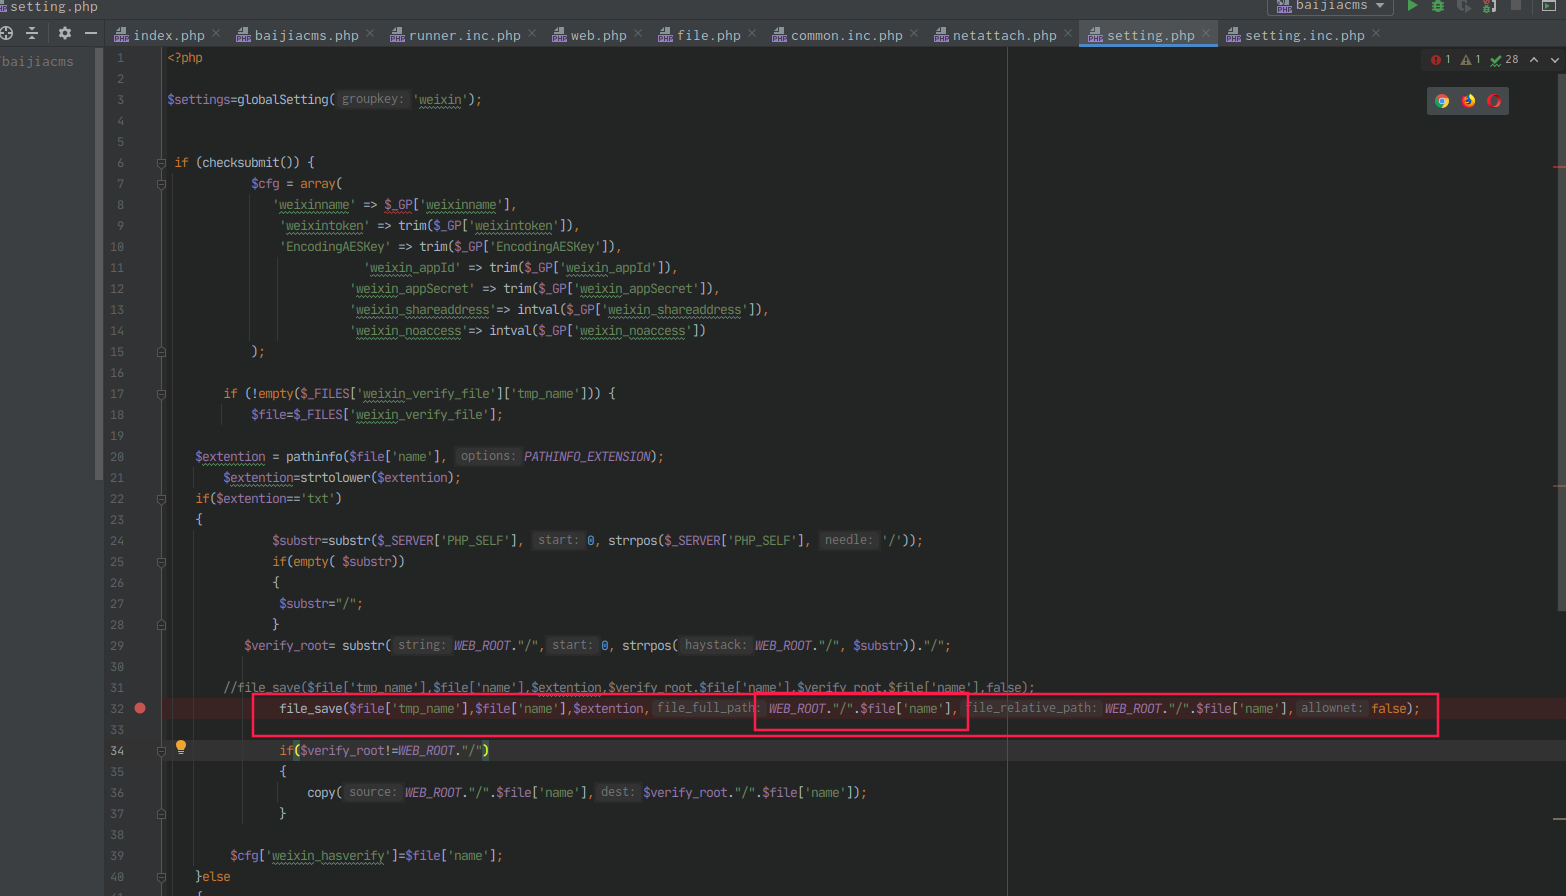 setting.php
baijiacms
index.php
baijiacms.php
runner.inc.php
web.php
file.php
common.inc.php
netattach.php
setting.php
setting.inc.php
baijiacms
1 1 28
1 <?php
2
3 $settings=globalSetting( groupkey: 'weixin');
4
5
6 if (checksubmit()) {
7 $cfg = array(
8 'weixinname' => $_GP['weixinname'],
9 'weixintoken' => trim($_GP['weixintoken']),
10 'EncodingAESKey' => trim($_GP['EncodingAESKey']),
11 'weixin_appId' => trim($_GP['weixin_appId']),
12 'weixin_appSecret' => trim($_GP['weixin_appSecret']),
13 'weixin_shareaddress'=> intval($_GP['weixin_shareaddress']),
14 'weixin_noaccess'=> intval($_GP['weixin_noaccess'])
15 );
16
17 if (!empty($_FILES['weixin_verify_file']['tmp_name'])) {
18 $file=$_FILES['weixin_verify_file'];
19
20 $extention = pathinfo($file['name'], options: PATHINFO_EXTENSION);
21 $extention=strtolower($extention);
22 if($extention=='txt')
23 {
24 $substr=substr($_SERVER['PHP_SELF'], start: 0, strrpos($_SERVER['PHP_SELF'], needle: '/'));
25 if(empty( $substr))
26 {
27 $substr="/";
28 }
29 $verify_root= substr( string: WEB_ROOT."/", start: 0, strrpos( haystack: WEB_ROOT."/", $substr))."/";
30
31 //file_save($file['tmp_name'],$file['name'],$extention,$verify_root.$file['name'],$verify_root.$file['name'],false);
32 file_save($file['tmp_name'],$file['name'],$extention, file_full_path: WEB_ROOT."/".$file['name'], file_relative_path: WEB_ROOT."/".$file['name'], allownet: false);
33
34 if($verify_root!=WEB_ROOT."/")
35 {
36 copy( source: WEB_ROOT."/".$file['name'], dest: $verify_root."/".$file['name']);
37 }
38
39 $cfg['weixin_hasverify']=$file['name'];
40 }else